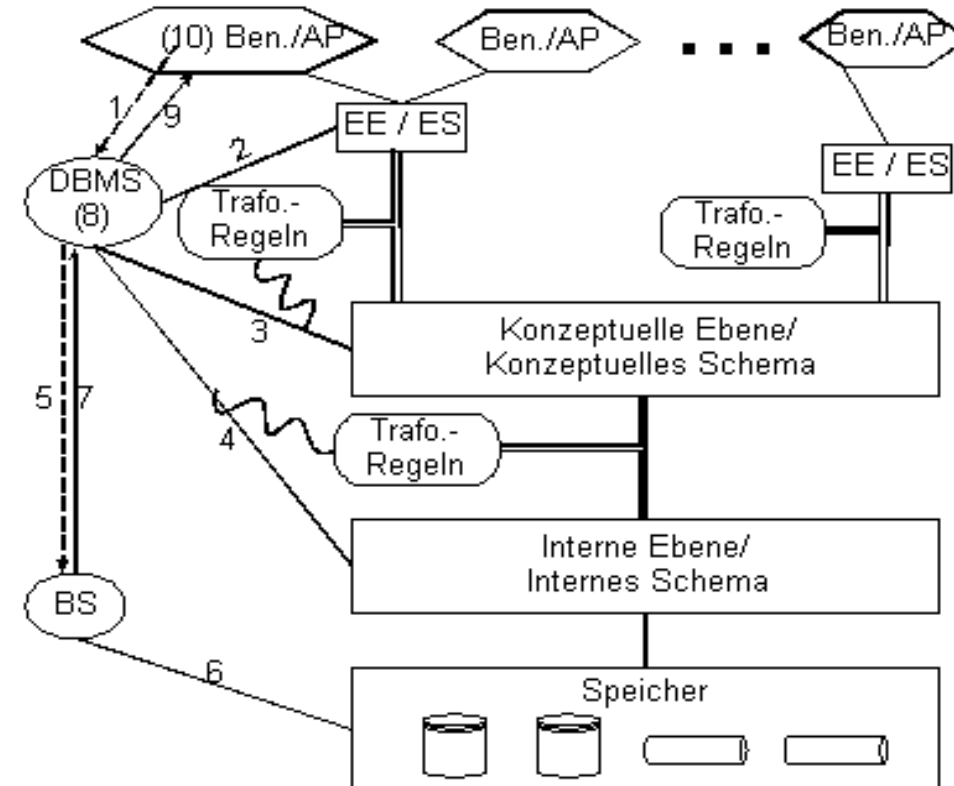 (10) Ben./AP
Ben./AP
Ben./AP
1
9
EE / ES
2
DBMS
(8)
EE / ES
Trafo.-
Regeln
Trafo.-
Regeln
3
Konzeptuelle Ebene/
Konzeptuelles Schema
5
7
4
Trafo.-
Regeln
Interne Ebene/
Internes Schema
BS
6
Speicher